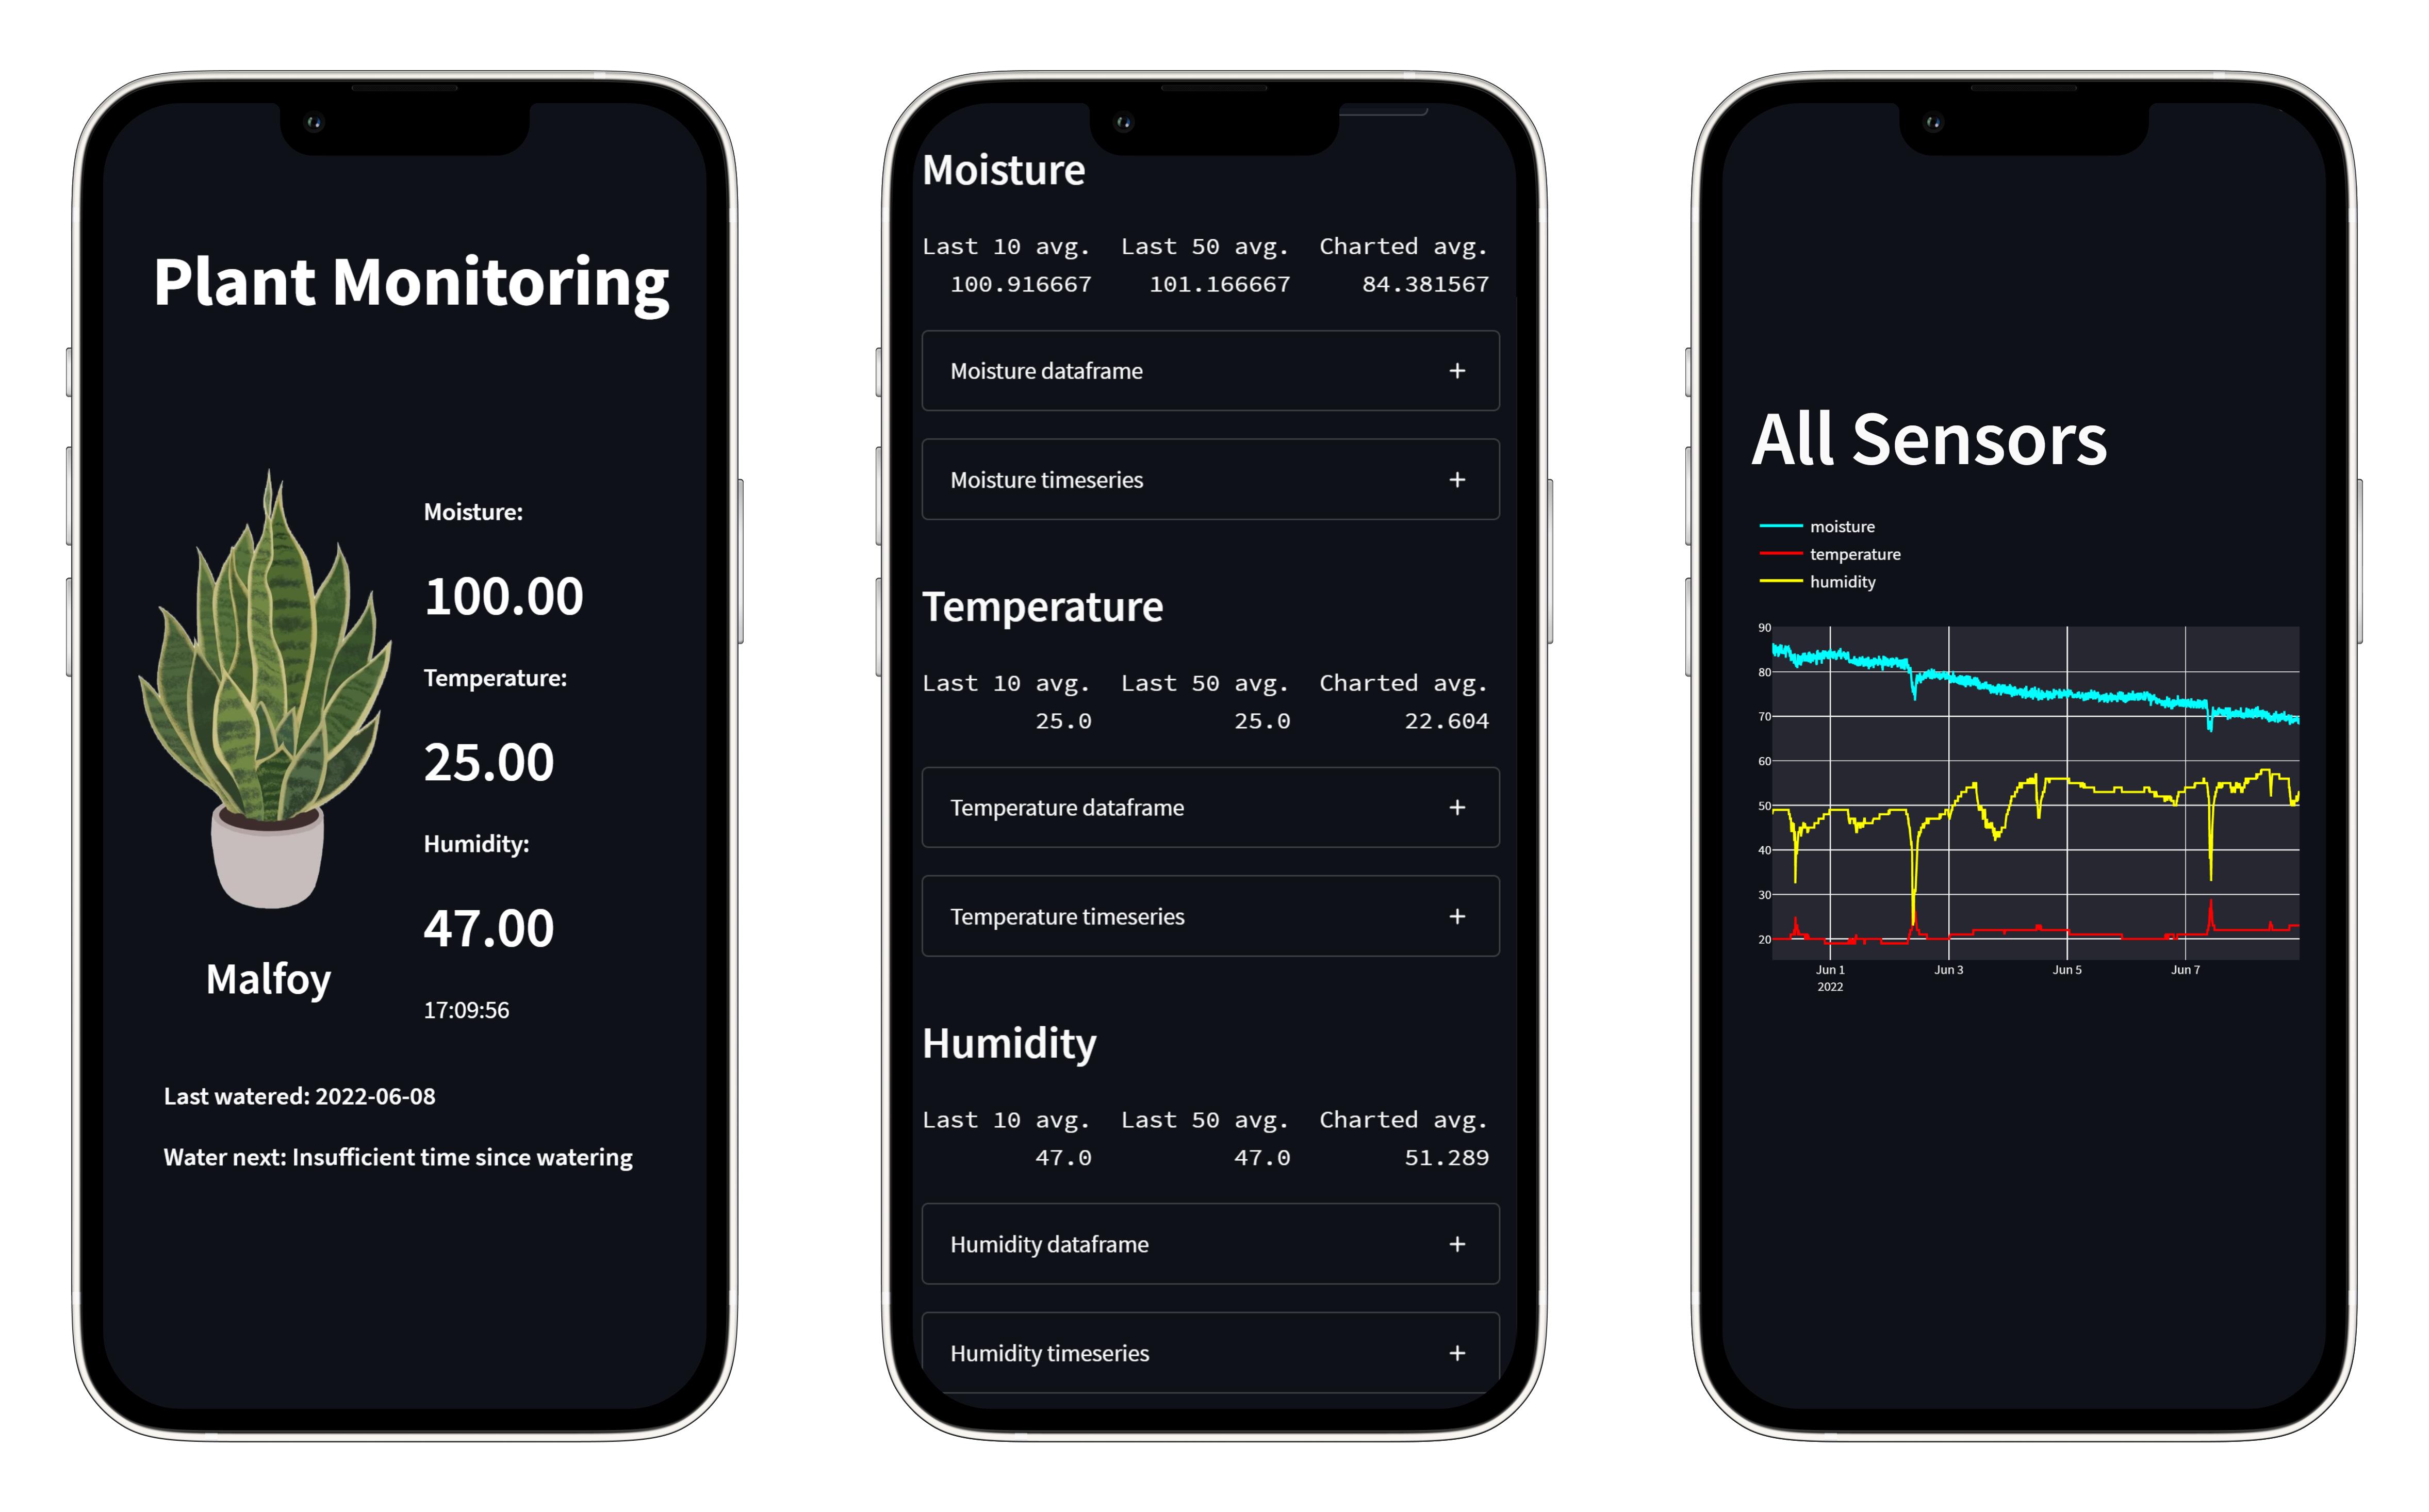 Plant Monitoring
Moisture:
100.00
Temperature:
25.00
Humidity:
47.00
Malfoy
17:09:56
Last watered: 2022-06-08
Water next: Insufficient time since watering
Moisture
Last 10 avg. Last 50 avg. Charted avg.
100.916667 101.166667 84.381567
Moisture dataframe +
Moisture timeseries +
Temperature
Last 10 avg. Last 50 avg. Charted avg.
25.0 25.0 22.604
Temperature dataframe +
Temperature timeseries +
Humidity
Last 10 avg. Last 50 avg. Charted avg.
47.0 47.0 51.289
Humidity dataframe +
Humidity timeseries +
All Sensors
moisture
temperature
humidity
90
80
70
60
50
40
30
20
Jun 1 Jun 3 Jun 5 Jun 7
2022